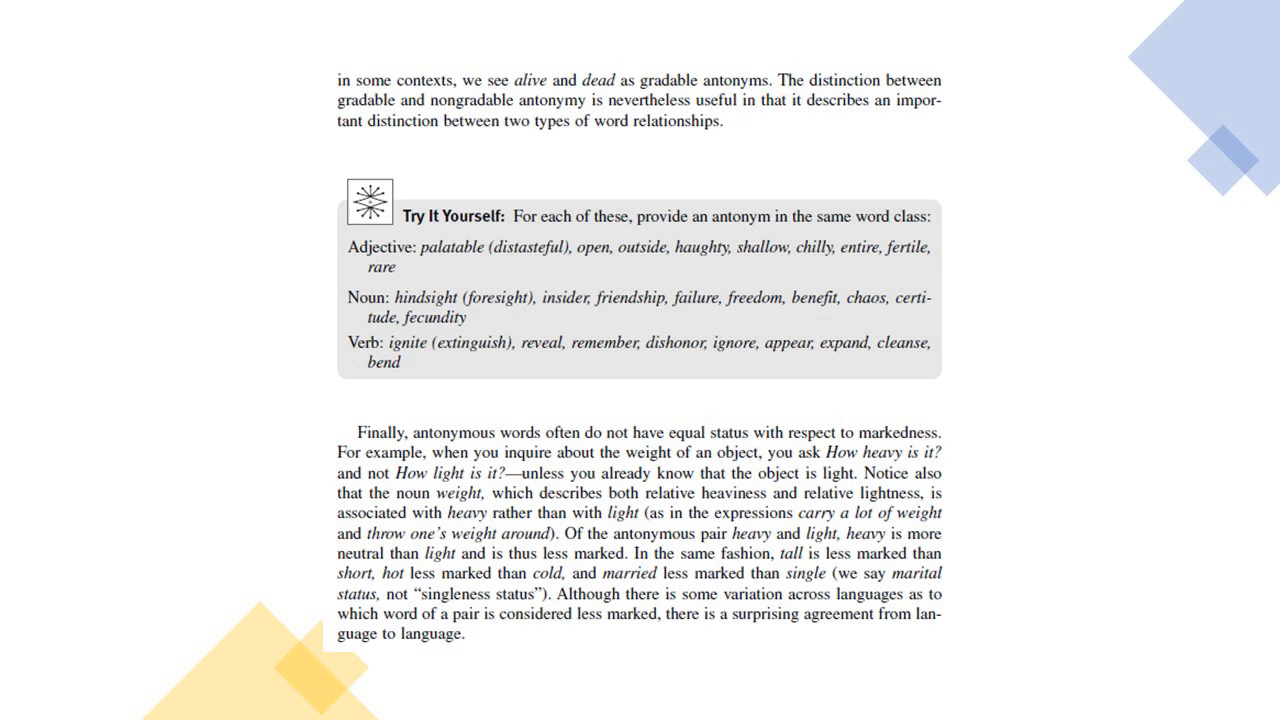 in some contexts, we see alive and dead as gradable antonyms. The distinction between
gradable and nongradable antonymy is nevertheless useful in that it describes an impor-
tant distinction between two types of word relationships.
Try It Yourself: For each of these, provide an antonym in the same word class:
Adjective: palatable (distasteful), open, outside, haughty, shallow, chilly, entire, fertile,
rare
Noun: hindsight (foresight), insider, friendship, failure, freedom, benefit, chaos, certi-
tude, fecundity
Verb: ignite (extinguish), reveal, remember, dishonor, ignore, appear, expand, cleanse,
bend
Finally, antonymous words often do not have equal status with respect to markedness.
For example, when you inquire about the weight of an object, you ask How heavy is it?
and not How light is it?—unless you already know that the object is light. Notice also
that the noun weight, which describes both relative heaviness and relative lightness, is
associated with heavy rather than with light (as in the expressions carry a lot of weight
and throw one's weight around). Of the antonymous pair heavy and light, heavy is more
neutral than light and is thus less marked. In the same fashion, tall is less marked than
short, hot less marked than cold, and married less marked than single (we say marital
status, not “singleness status”). Although there is some variation across languages as to
which word of a pair is considered less marked, there is a surprising agreement from lan-
guage to language.